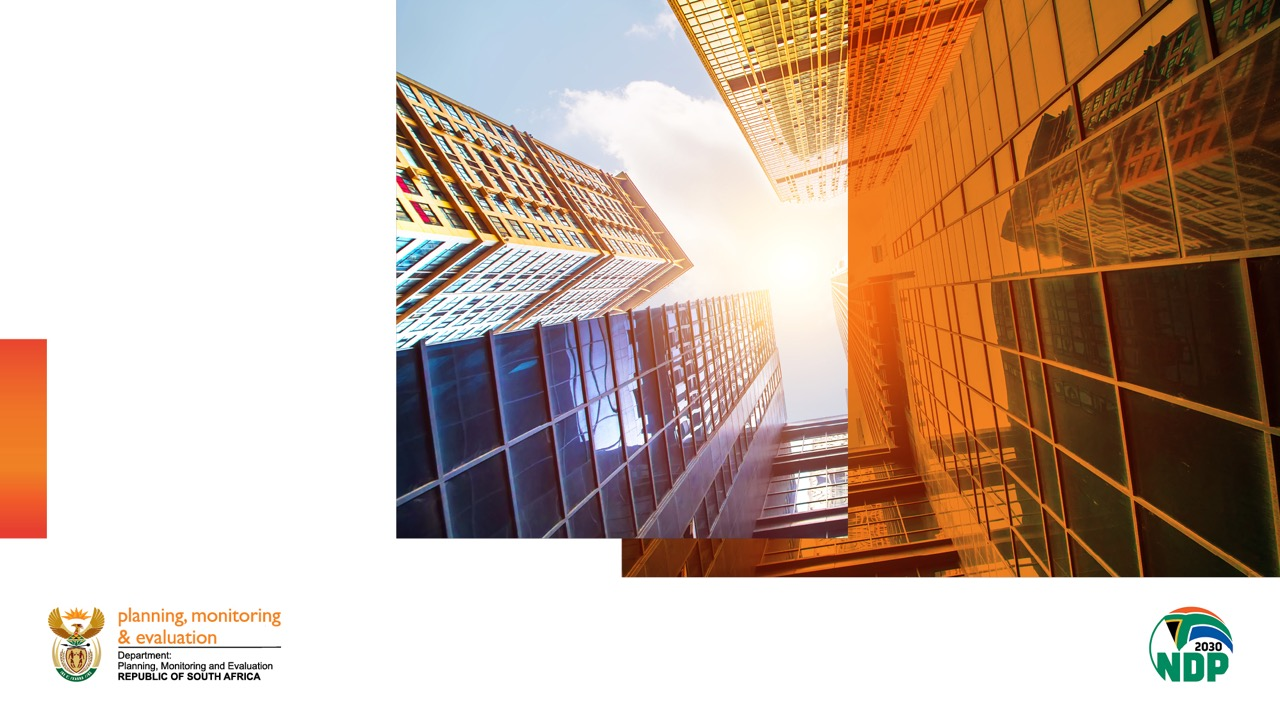 planning, monitoring
& evaluation
Department:
Planning, Monitoring and Evaluation
REPUBLIC OF SOUTH AFRICA
2030
NDP